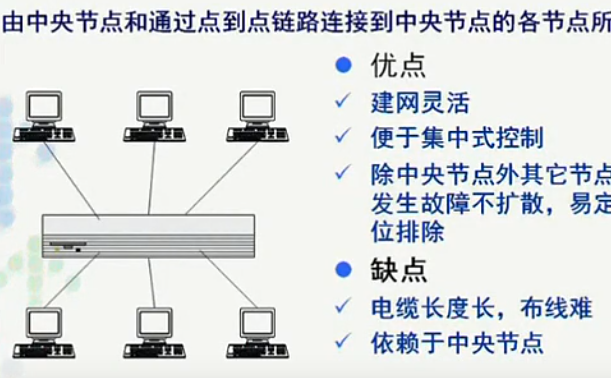 由中央节点和通过点到点链路连接到中央节点的各节点所
优点
建网灵活
便于集中式控制
除中央节点外其它节点
发生故障不扩散，易定
位排除
缺点
电缆长度长，布线难
依赖于中央节点